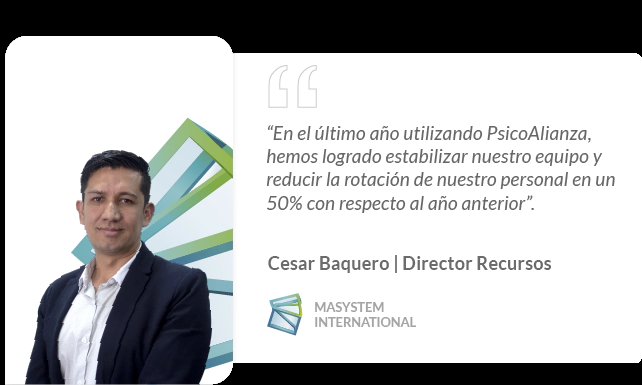 “En el último año utilizando PsicoAlianza,
hemos logrado estabilizar nuestro equipo y
reducir la rotación de nuestro personal en un
50% con respecto al año anterior”.
Cesar Baquero | Director Recursos
MASYSTEM
INTERNATIONAL